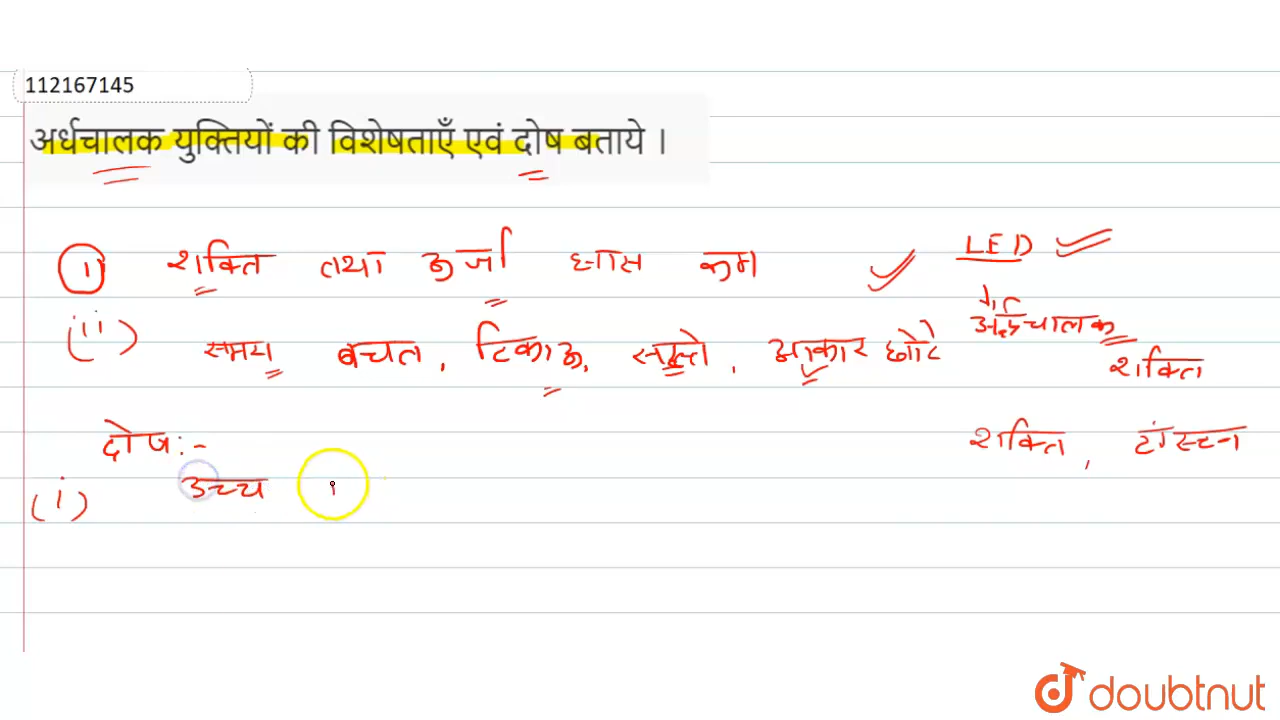 112167145
अर्धचालक युक्तियों की विशेषताएँ एवं दोष बताये ।
1 शक्ति तथा ऊर्जा ह्रास कम
LED
(ii) समय बचत, टिकाऊ, सस्ते, आकार छोटे
अर्द्धचालक
शक्ति
दोष:-
शक्ति,
(i) उच्च
doubtnut